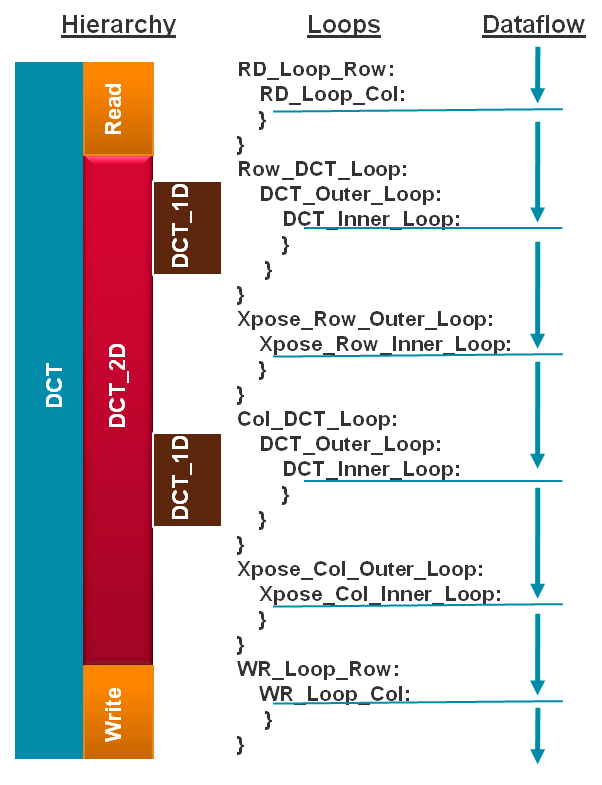 Hierarchy Loops Dataflow
DCT
Read
DCT_2D
DCT_1D
DCT_1D
Write
RD_Loop_Row:
RD_Loop_Col:
}
}
Row_DCT_Loop:
DCT_Outer_Loop:
DCT_Inner_Loop:
}
}
}
Xpose_Row_Outer_Loop:
Xpose_Row_Inner_Loop:
}
}
Col_DCT_Loop:
DCT_Outer_Loop:
DCT_Inner_Loop:
}
}
}
Xpose_Col_Outer_Loop:
Xpose_Col_Inner_Loop:
}
}
WR_Loop_Row:
WR_Loop_Col:
}
}